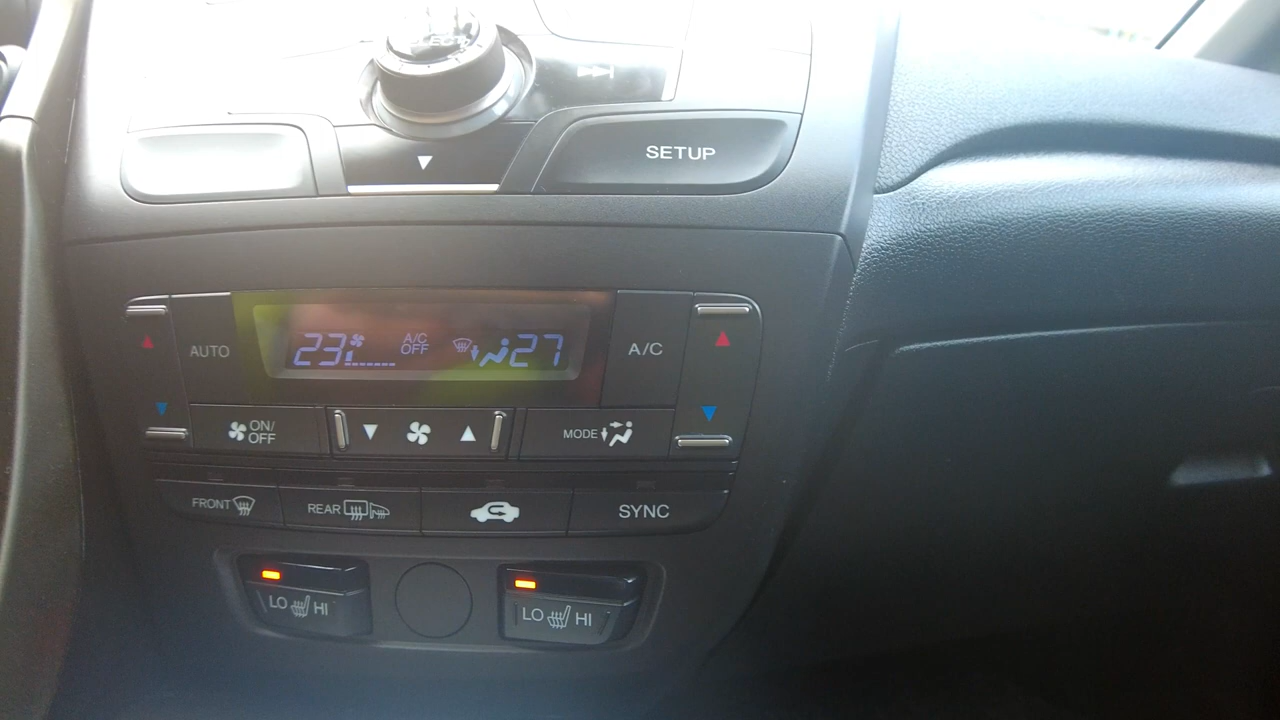 SETUP
AUTO
23
A/C
OFF
27
A/C
ON/
OFF
MODE
FRONT
REAR
SYNC
LO HI
LO HI